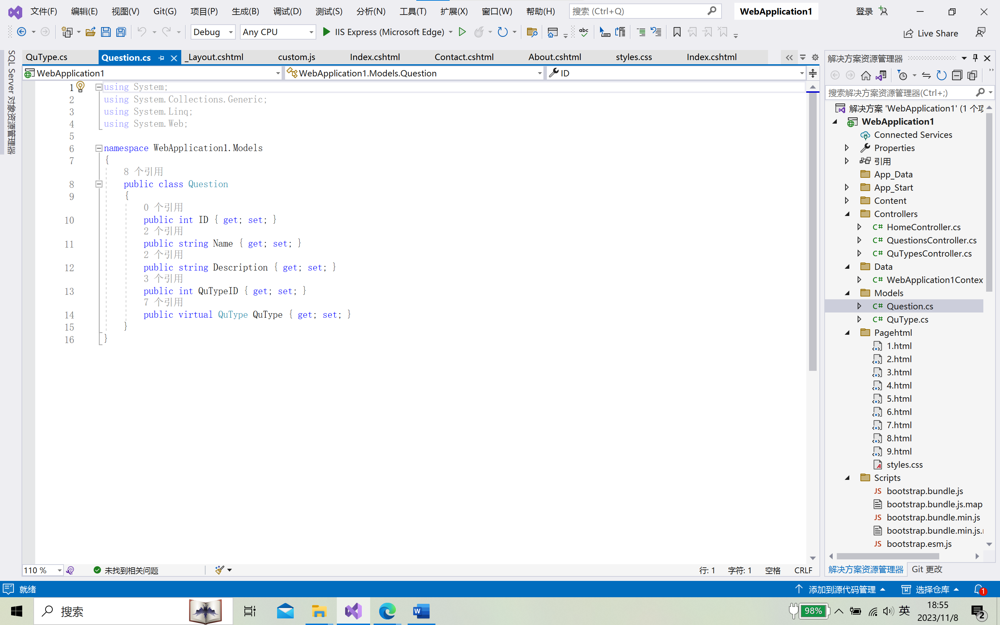 文件(F) 编辑(E) 视图(V) Git(G) 项目(P) 生成(B) 调试(D) 测试(S) 分析(N) 工具(T) 扩展(X) 窗口(W) 帮助(H) 搜索 (Ctrl+Q) WebApplication1 登录
Debug Any CPU IIS Express (Microsoft Edge) abc Live Share
SQL Server 对象资源管理器
QuType.cs Question.cs _Layout.cshtml custom.js Index.cshtml Contact.cshtml About.cshtml styles.css Index.cshtml
WebApplication1 WebApplication1.Models.Question ID
1 using System;
2 using System.Collections.Generic;
3 using System.Linq;
4 using System.Web;
5
6 namespace WebApplication1.Models
7 {
8 个引用
8 public class Question
9 {
0 个引用
10 public int ID { get; set; }
2 个引用
11 public string Name { get; set; }
2 个引用
12 public string Description { get; set; }
3 个引用
13 public int QuTypeID { get; set; }
7 个引用
14 public virtual QuType QuType { get; set; }
15 }
16 }
110 % 未找到相关问题 行: 1 字符: 1 空格 CRLF
解决方案资源管理器
搜索解决方案资源管理器(Ctrl+;)
解决方案 'WebApplication1' (1 个项
WebApplication1
Connected Services
Properties
引用
App_Data
App_Start
Content
Controllers
C# HomeController.cs
C# QuestionsController.cs
C# QuTypesController.cs
Data
C# WebApplication1Contex
Models
C# Question.cs
C# QuType.cs
Pagehtml
1.html
2.html
3.html
4.html
5.html
6.html
7.html
8.html
9.html
styles.css
Scripts
JS bootstrap.bundle.js
bootstrap.bundle.js.map
JS bootstrap.bundle.min.js
bootstrap.bundle.min.js.
JS bootstrap.esm.js
解决方案资源管理器 Git 更改
就绪 添加到源代码管理 选择仓库 1
搜索 W 98% 英 18:55
2023/11/8 2